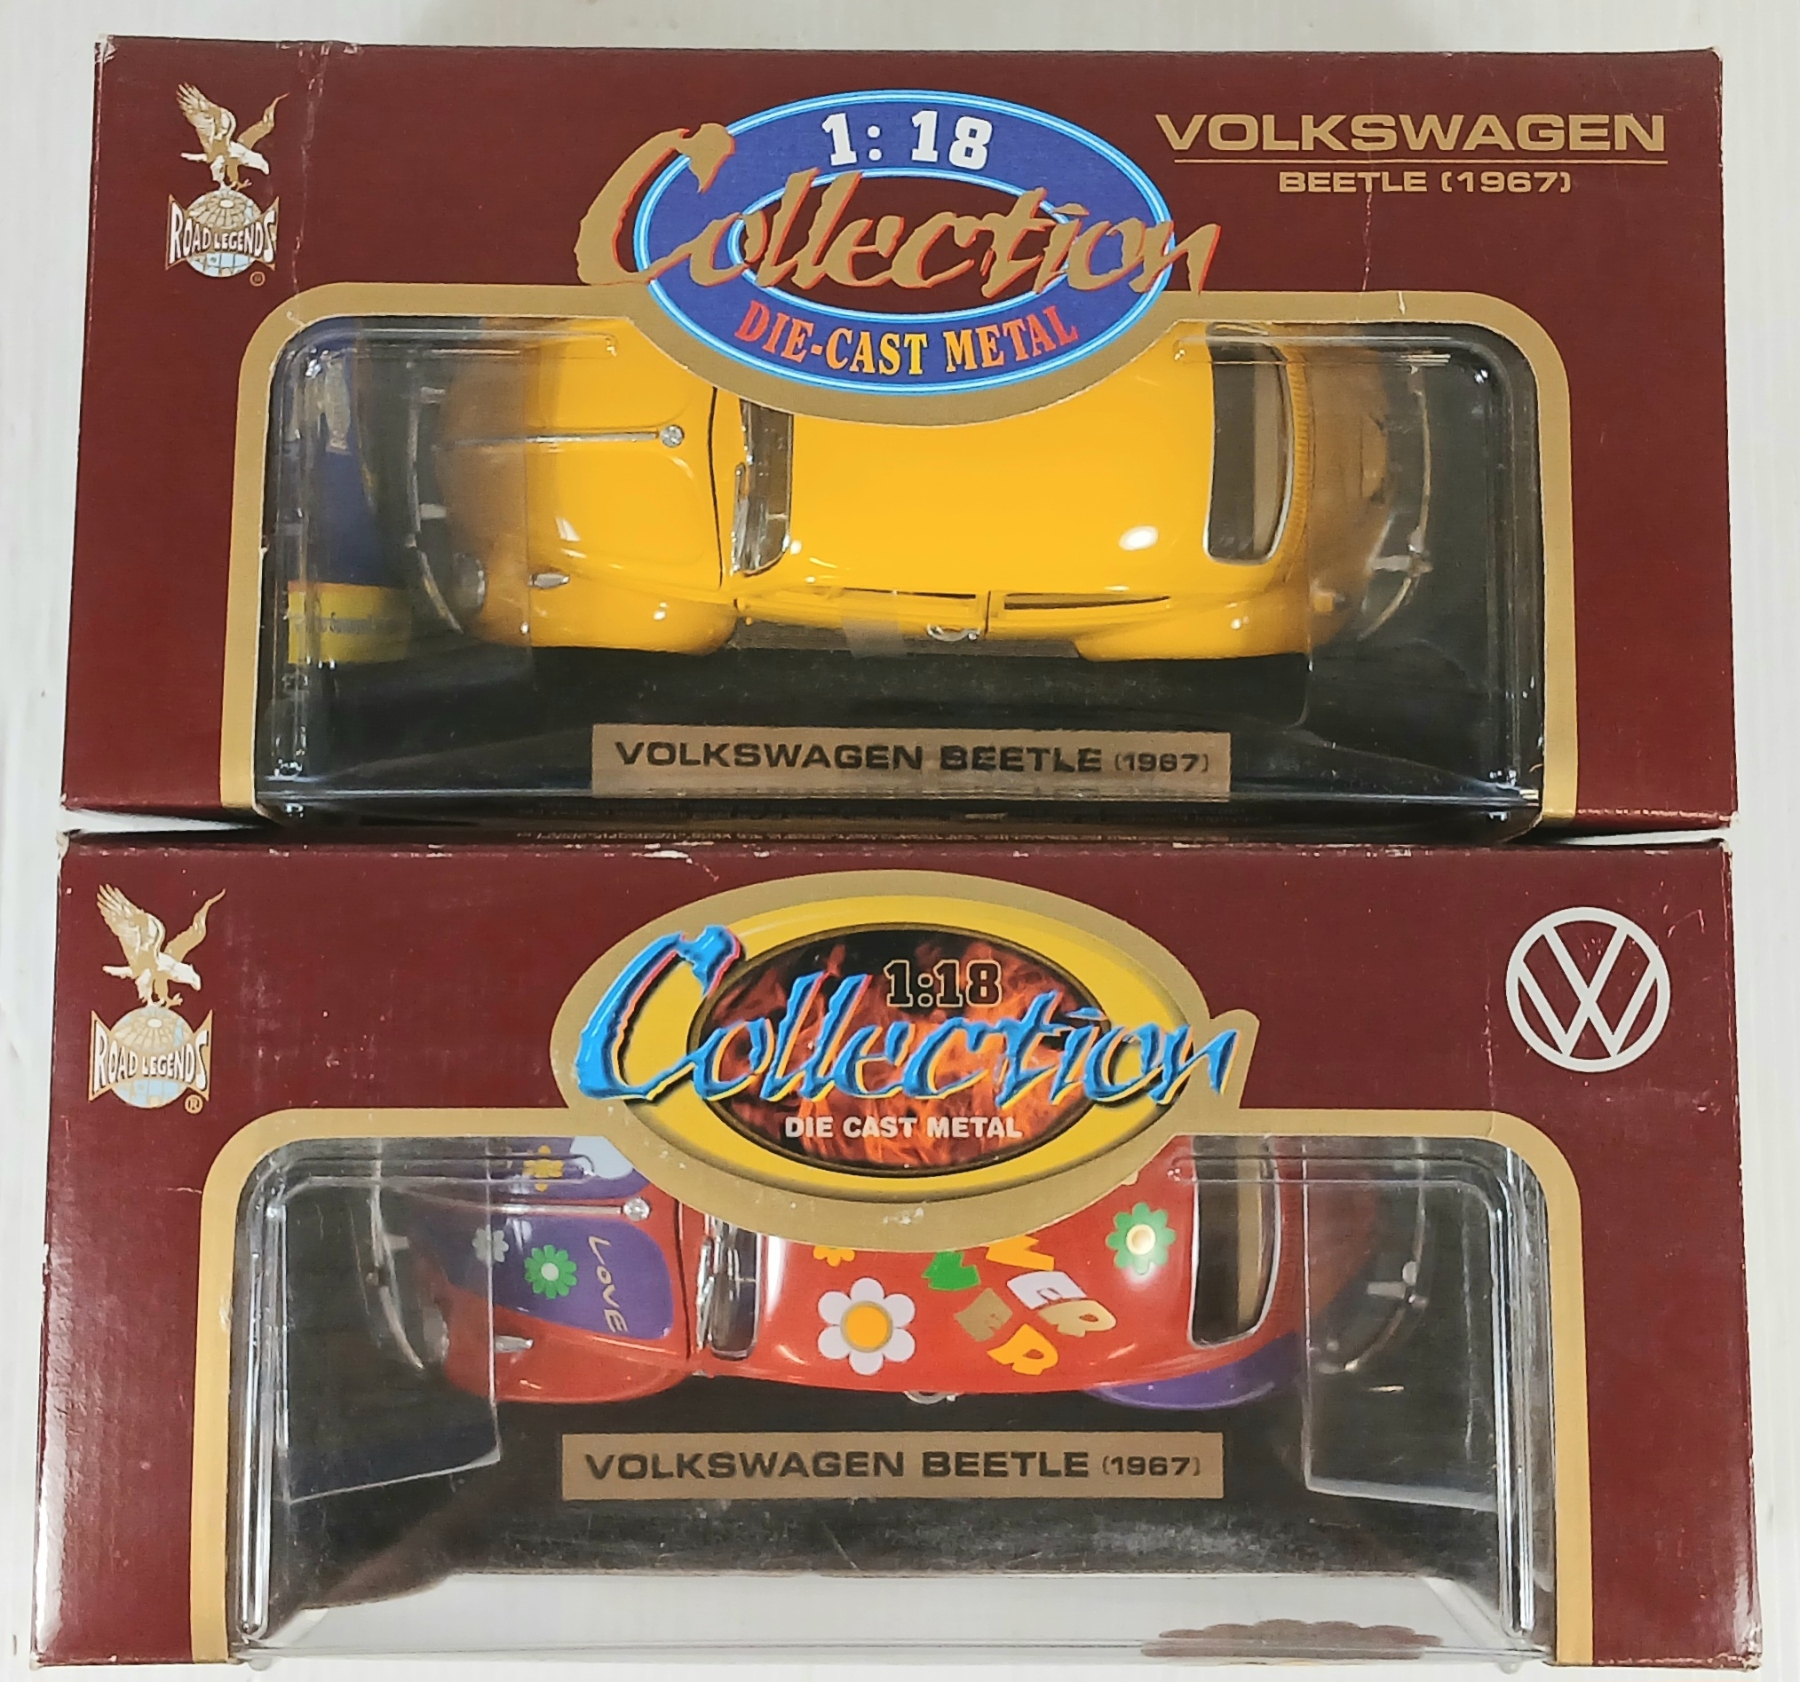 ROAD LEGENDS
®
1:18
Collection
DIE-CAST METAL
VOLKSWAGEN
BEETLE (1967)
VOLKSWAGEN BEETLE (1967)
ROAD LEGENDS
®
1:18
Collection
DIE CAST METAL
LOVE
VOLKSWAGEN BEETLE (1967)